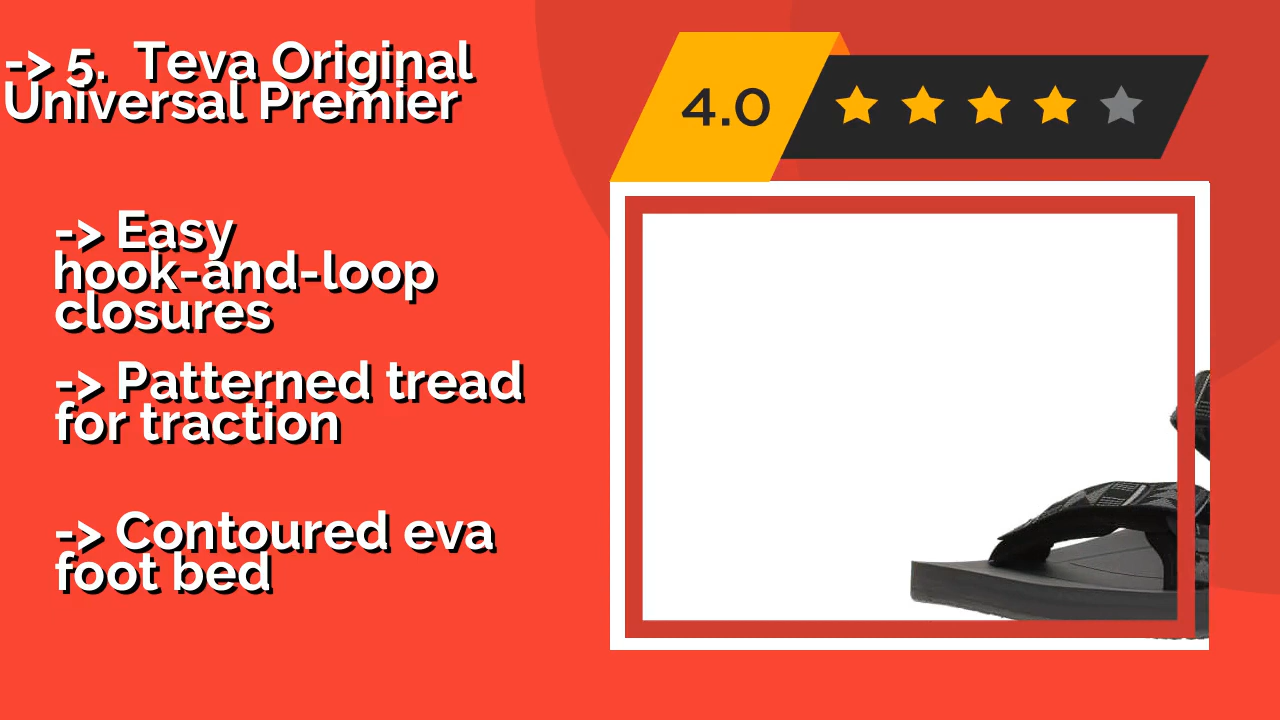 -> 5. Teva Original
Universal Premier
4.0
-> Easy
hook-and-loop
closures
-> Patterned tread
for traction
-> Contoured eva
foot bed